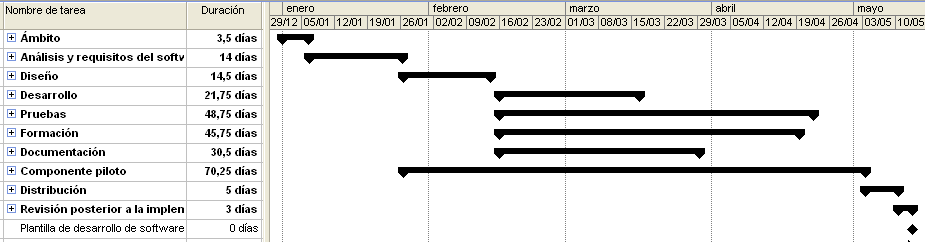 Nombre de tarea Duración enero febrero marzo abril mayo
29/12 05/01 12/01 19/01 26/01 02/02 09/02 16/02 23/02 01/03 08/03 15/03 22/03 29/03 05/04 12/04 19/04 26/04 03/05 10/05
Ámbito 3,5 días
Análisis y requisitos del softw 14 días
Diseño 14,5 días
Desarrollo 21,75 días
Pruebas 48,75 días
Formación 45,75 días
Documentación 30,5 días
Componente piloto 70,25 días
Distribución 5 días
Revisión posterior a la implen 3 días
Plantilla de desarrollo de software 0 días